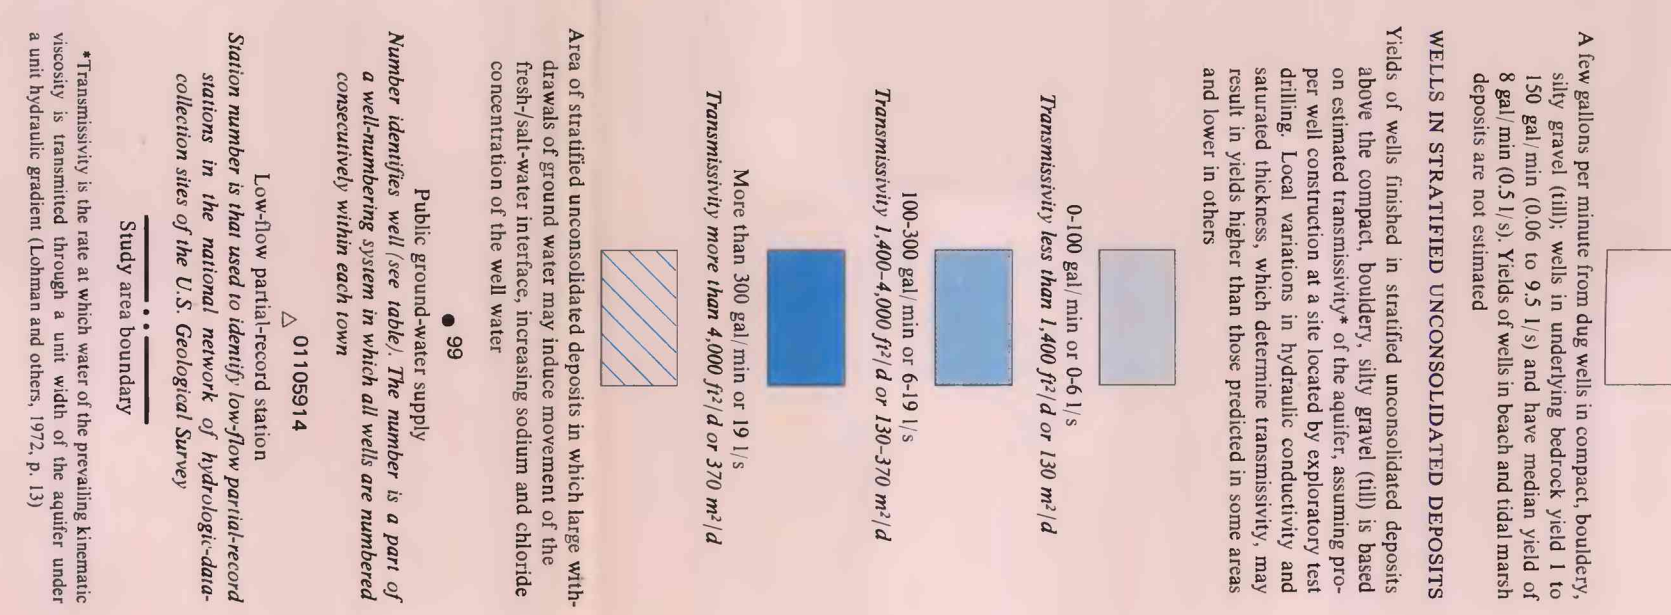 A few gallons per minute from dug wells in compact, bouldery,
silty gravel (till); wells in underlying bedrock yield 1 to
150 gal/min (0.06 to 9.5 l/s) and have median yield of
8 gal/min (0.5 l/s). Yields of wells in beach and tidal marsh
deposits are not estimated
WELLS IN STRATIFIED UNCONSOLIDATED DEPOSITS
Yields of wells finished in stratified unconsolidated deposits
above the compact, bouldery, silty gravel (till) is based
on estimated transmissivity* of the aquifer, assuming pro-
per well construction at a site located by exploratory test
drilling. Local variations in hydraulic conductivity and
saturated thickness, which determine transmissivity, may
result in yields higher than those predicted in some areas
and lower in others
0-100 gal/min or 0-6 l/s
Transmissivity less than 1,400 ft²/d or 130 m²/d
100-300 gal/min or 6-19 l/s
Transmissivity 1,400–4,000 ft²/d or 130–370 m²/d
More than 300 gal/min or 19 l/s
Transmissivity more than 4,000 ft²/d or 370 m²/d
Area of stratified unconsolidated deposits in which large with-
drawals of ground water may induce movement of the
fresh-/salt-water interface, increasing sodium and chloride
concentration of the well water
99
Public ground-water supply
Number identifies well (see table). The number is a part of
a well-numbering system in which all wells are numbered
consecutively within each town
01105914
Low-flow partial-record station
Station number is that used to identify low-flow partial-record
stations in the national network of hydrologic-data-
collection sites of the U.S. Geological Survey
Study area boundary
*Transmissivity is the rate at which water of the prevailing kinematic
viscosity is transmitted through a unit width of the aquifer under
a unit hydraulic gradient (Lohman and others, 1972, p. 13)